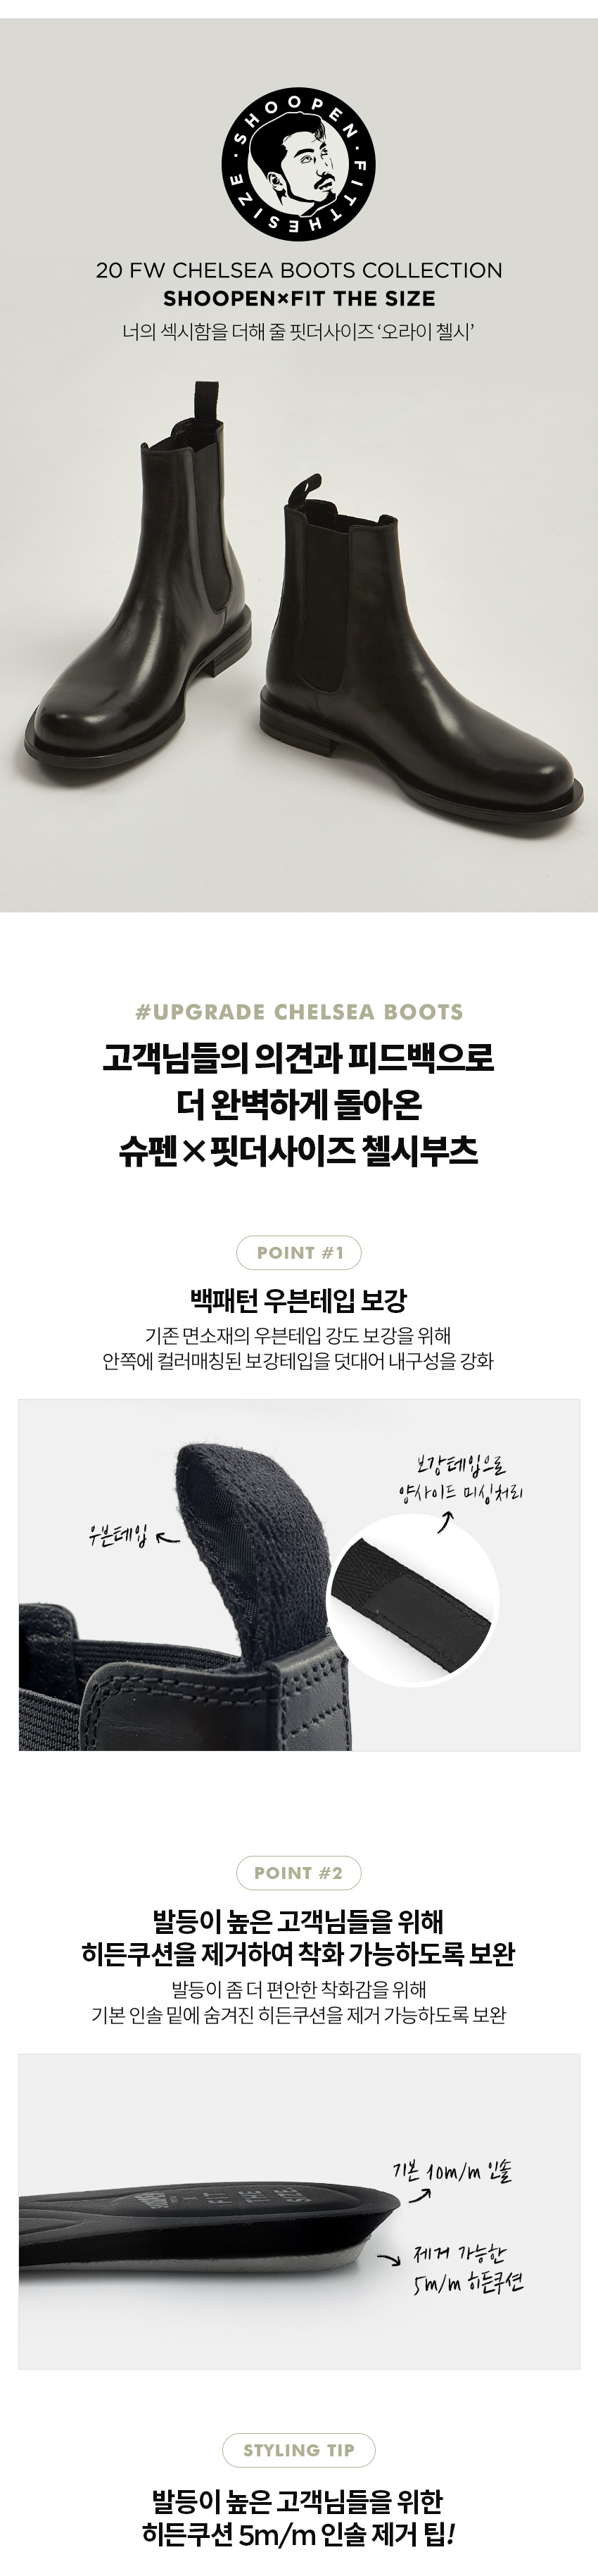 SHOOPEN · FITTHESIZE ·
20 FW CHELSEA BOOTS COLLECTION
SHOOPEN×FIT THE SIZE
너의 섹시함을 더해 줄 핏더사이즈 ‘오라이 첼시’
#UPGRADE CHELSEA BOOTS
고객님들의 의견과 피드백으로
더 완벽하게 돌아온
슈펜×핏더사이즈 첼시부츠
POINT #1
백패턴 우븐테입 보강
기존 면소재의 우븐테입 강도 보강을 위해
안쪽에 컬러매칭된 보강테입을 덧대어 내구성을 강화
보강테입으로
양사이드 미싱처리
우븐테입
POINT #2
발등이 높은 고객님들을 위해
히든쿠션을 제거하여 착화 가능하도록 보완
발등이 좀 더 편안한 착화감을 위해
기본 인솔 밑에 숨겨진 히든쿠션을 제거 가능하도록 보완
기본 10m/m 인솔
FIT
THE
SIZE
제거 가능한
5m/m 히든쿠션
STYLING TIP
발등이 높은 고객님들을 위한
히든쿠션 5m/m 인솔 제거 팁!